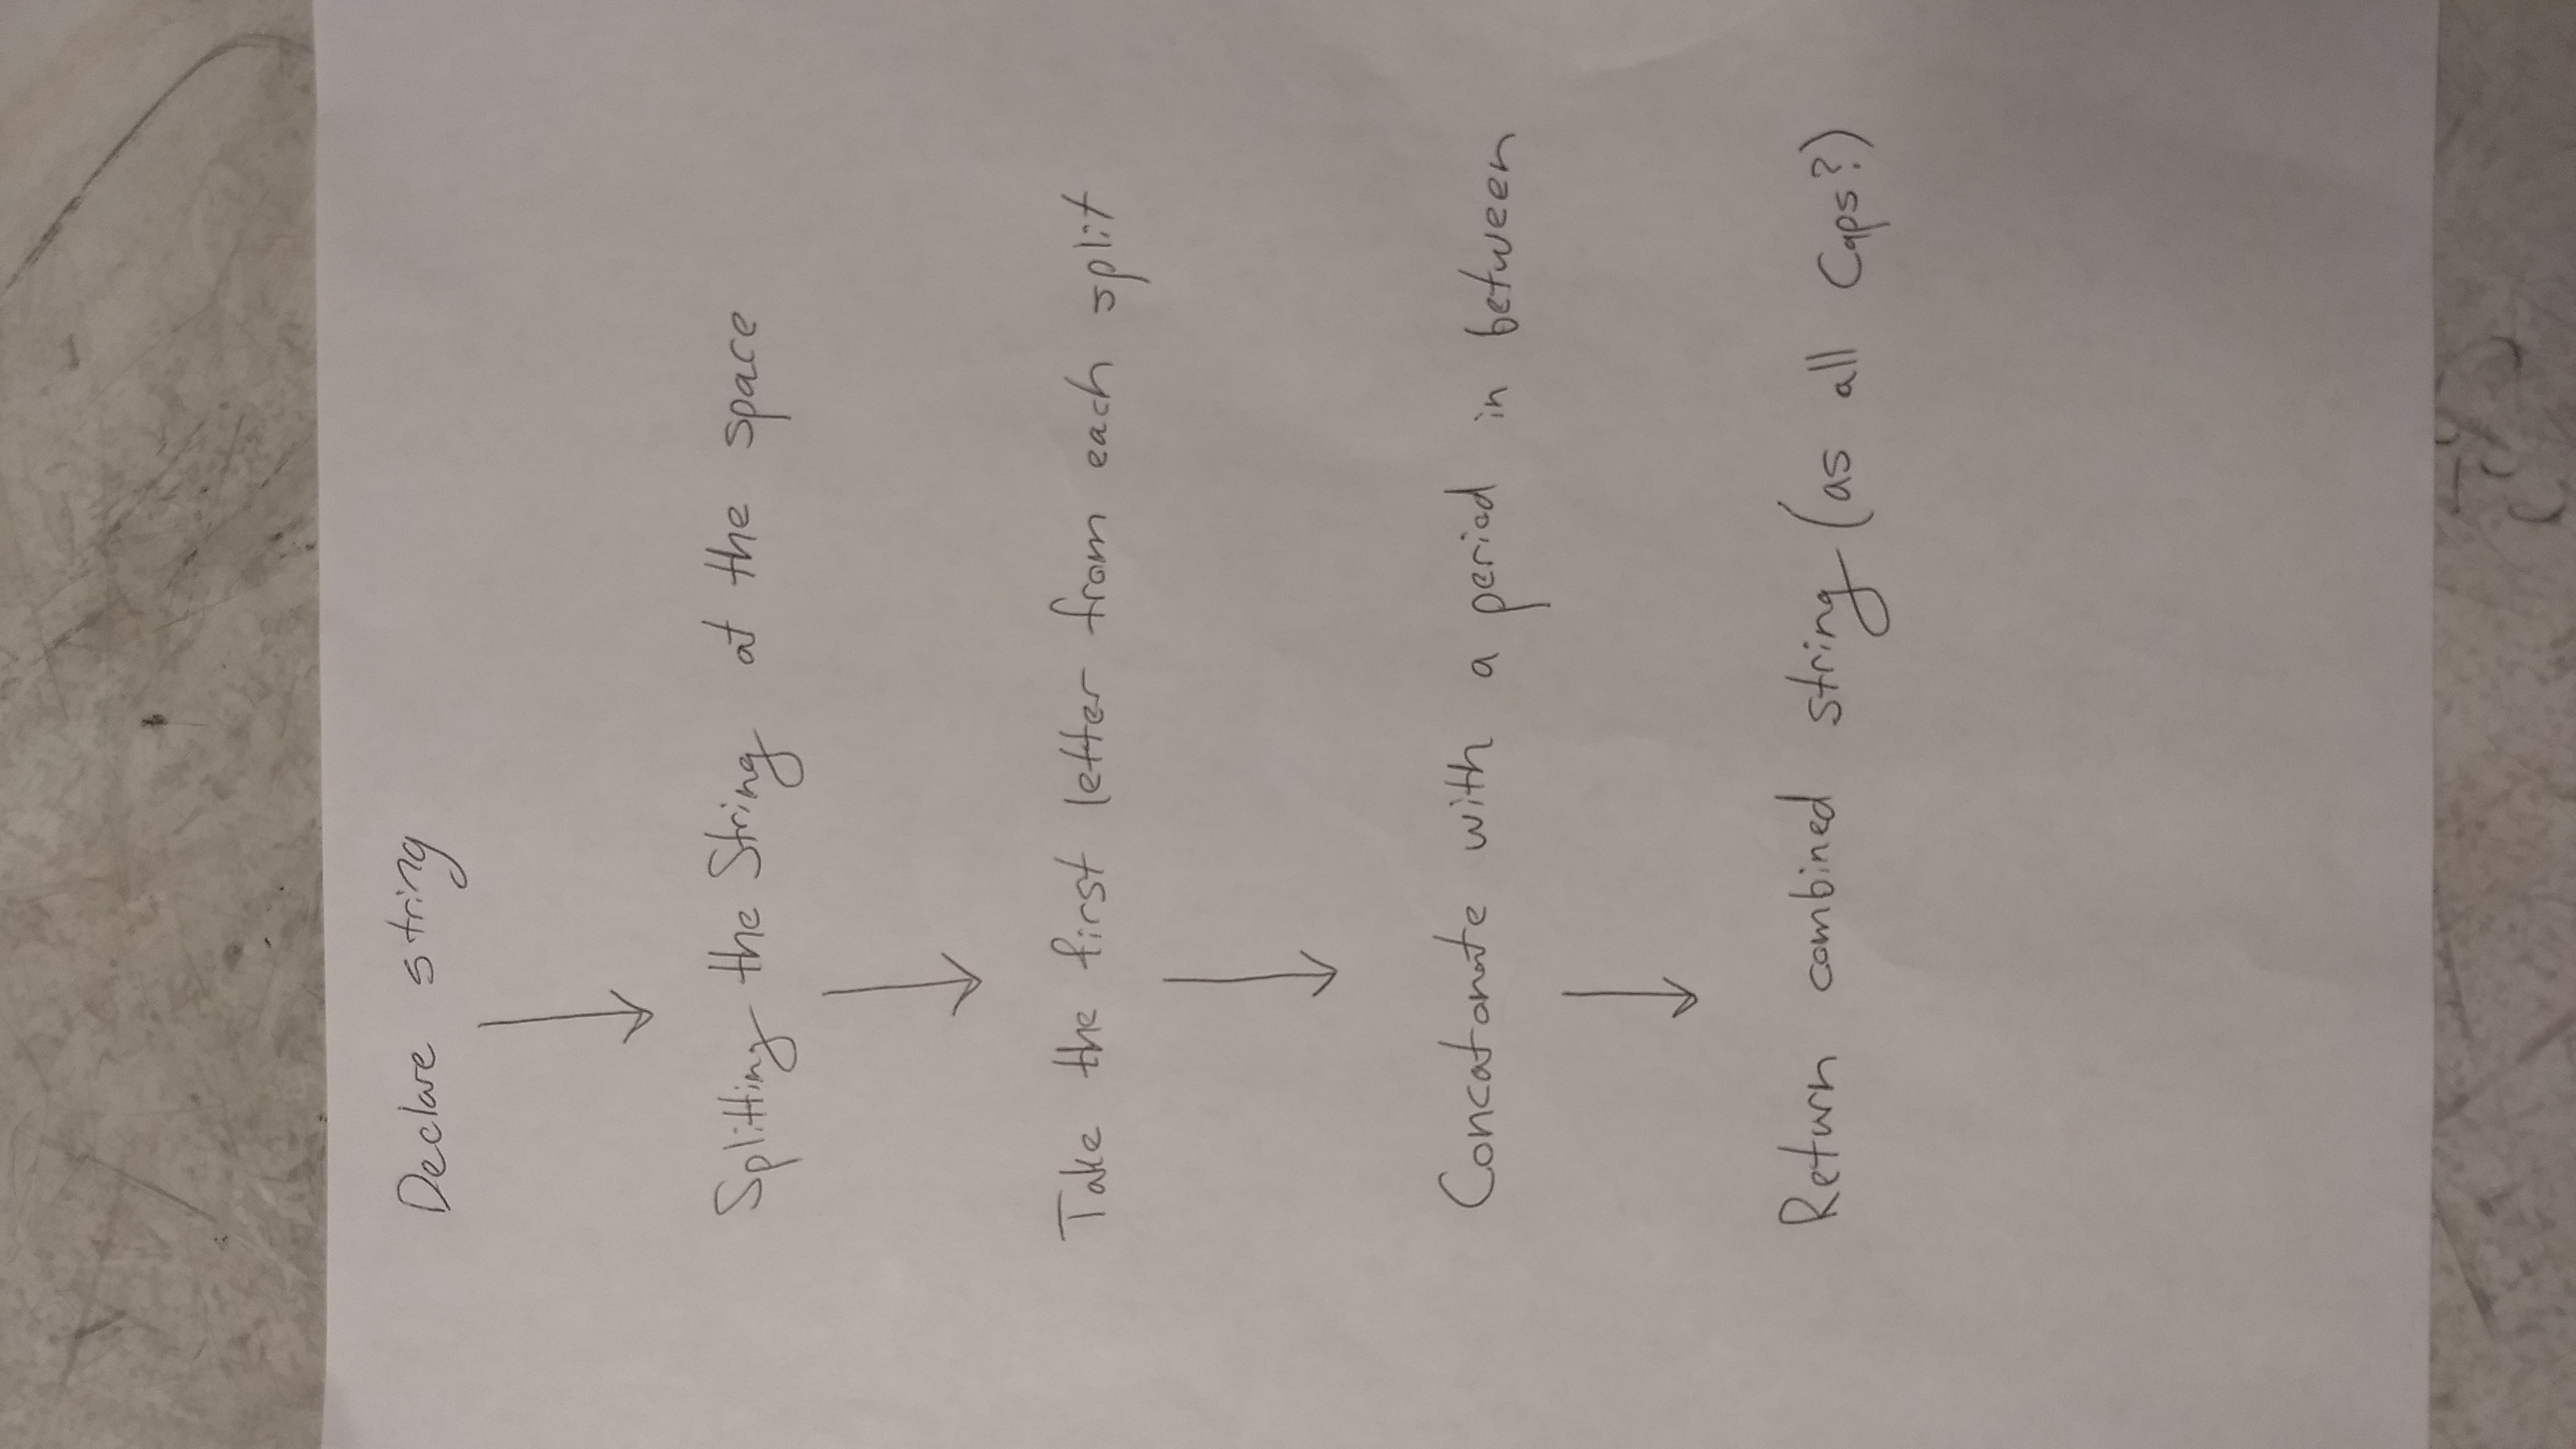 Declare string
Splitting the String at the space
Take the first letter from each split
Concatanate with a period in between
Return combined string (as all Caps?)